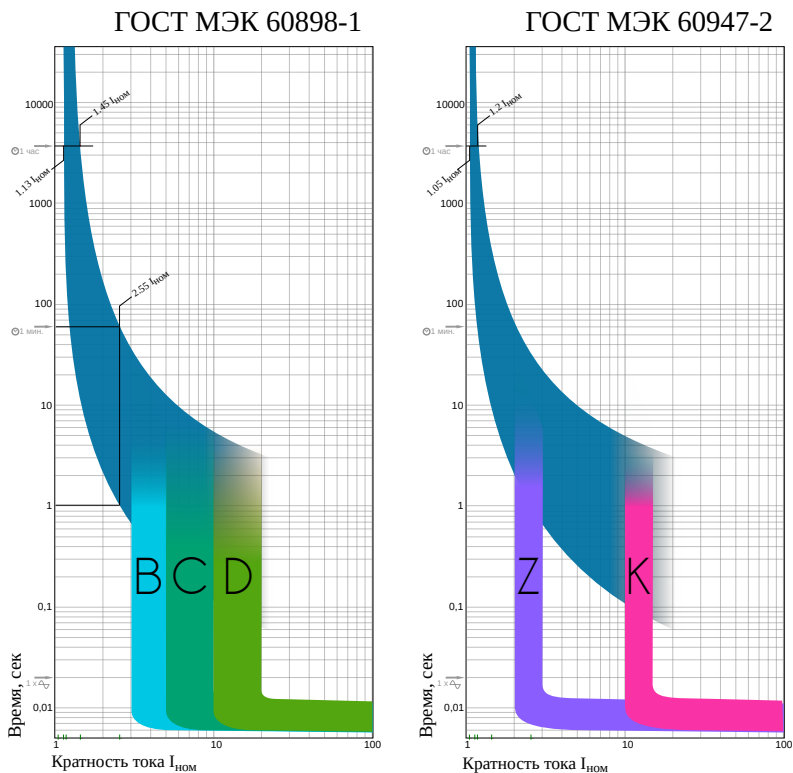 ГОСТ МЭК 60898-1
10000
1.45 Iном
1 час
1.13 Iном
1000
2.55 Iном
100
1 мин.
10
1
B C D
0,1
1 x
0,01
Время, сек
1 10 100
Кратность тока Iном
ГОСТ МЭК 60947-2
10000
1.2 Iном
1 час
1.05 Iном
1000
100
1 мин.
10
1
Z K
0,1
1 x
0,01
Время, сек
1 10 100
Кратность тока Iном